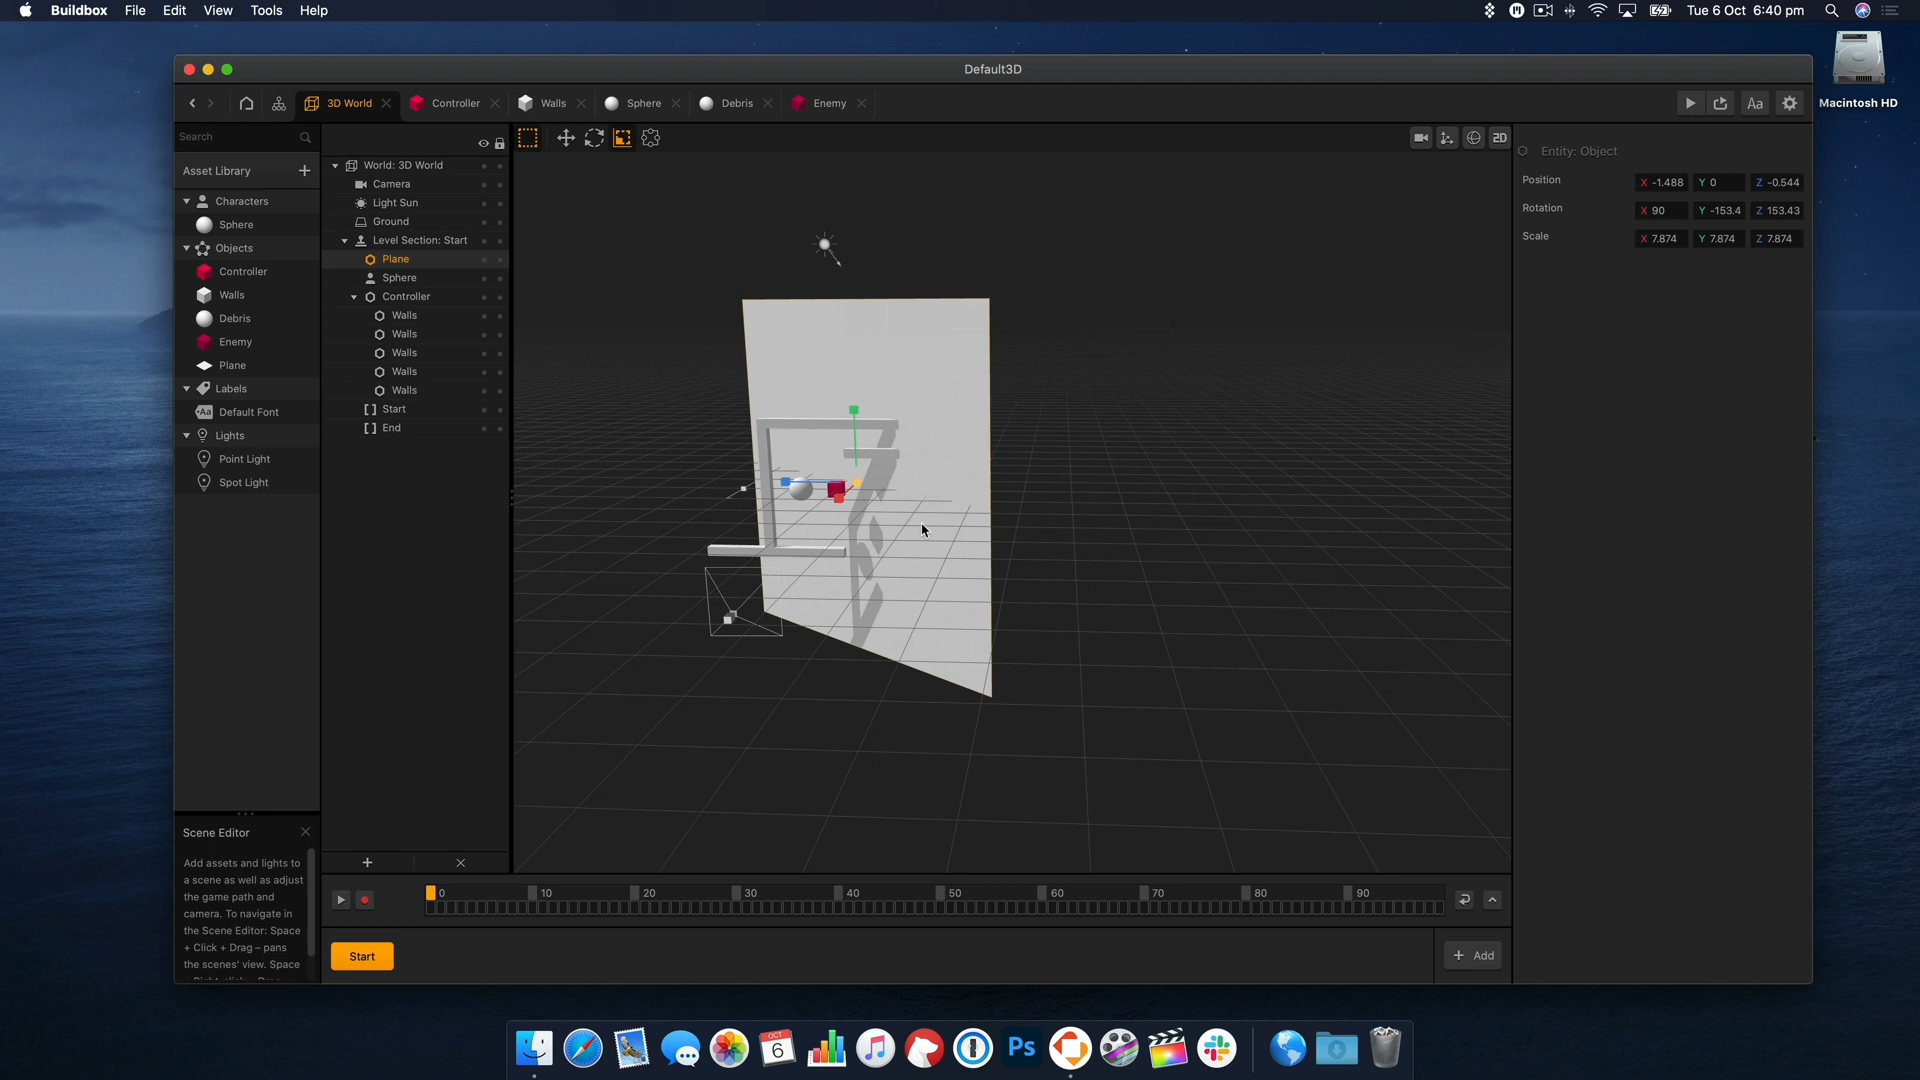 Buildbox File Edit View Tools Help
Tue 6 Oct 6:40 pm
Macintosh HD
Default3D
3D World Controller Walls Sphere Debris Enemy
Aa
Search
Asset Library +
Characters
Sphere
Objects
Controller
Walls
Debris
Enemy
Plane
Labels
Aa Default Font
Lights
Point Light
Spot Light
World: 3D World
Camera
Light Sun
Ground
Level Section: Start
Plane
Sphere
Controller
Walls
Walls
Walls
Walls
Walls
Start
End
2D
Entity: Object
Position X -1.488 Y 0 Z -0.544
Rotation X 90 Y -153.4 Z 153.43
Scale X 7.874 Y 7.874 Z 7.874
Scene Editor
Add assets and lights to
a scene as well as adjust
the game path and
camera. To navigate in
the Scene Editor: Space
+ Click + Drag – pans
the scenes' view. Space
0 10 20 30 40 50 60 70 80 90
Start
+ Add
OCT
6
Ps